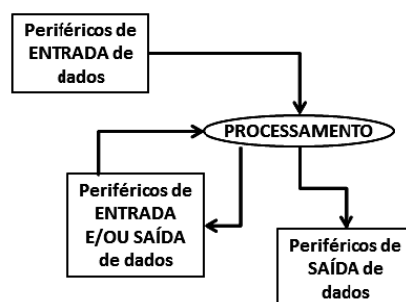 Periféricos de
ENTRADA de
dados
PROCESSAMENTO
Periféricos de
ENTRADA
E/OU SAÍDA
de dados
Periféricos de
SAÍDA de
dados